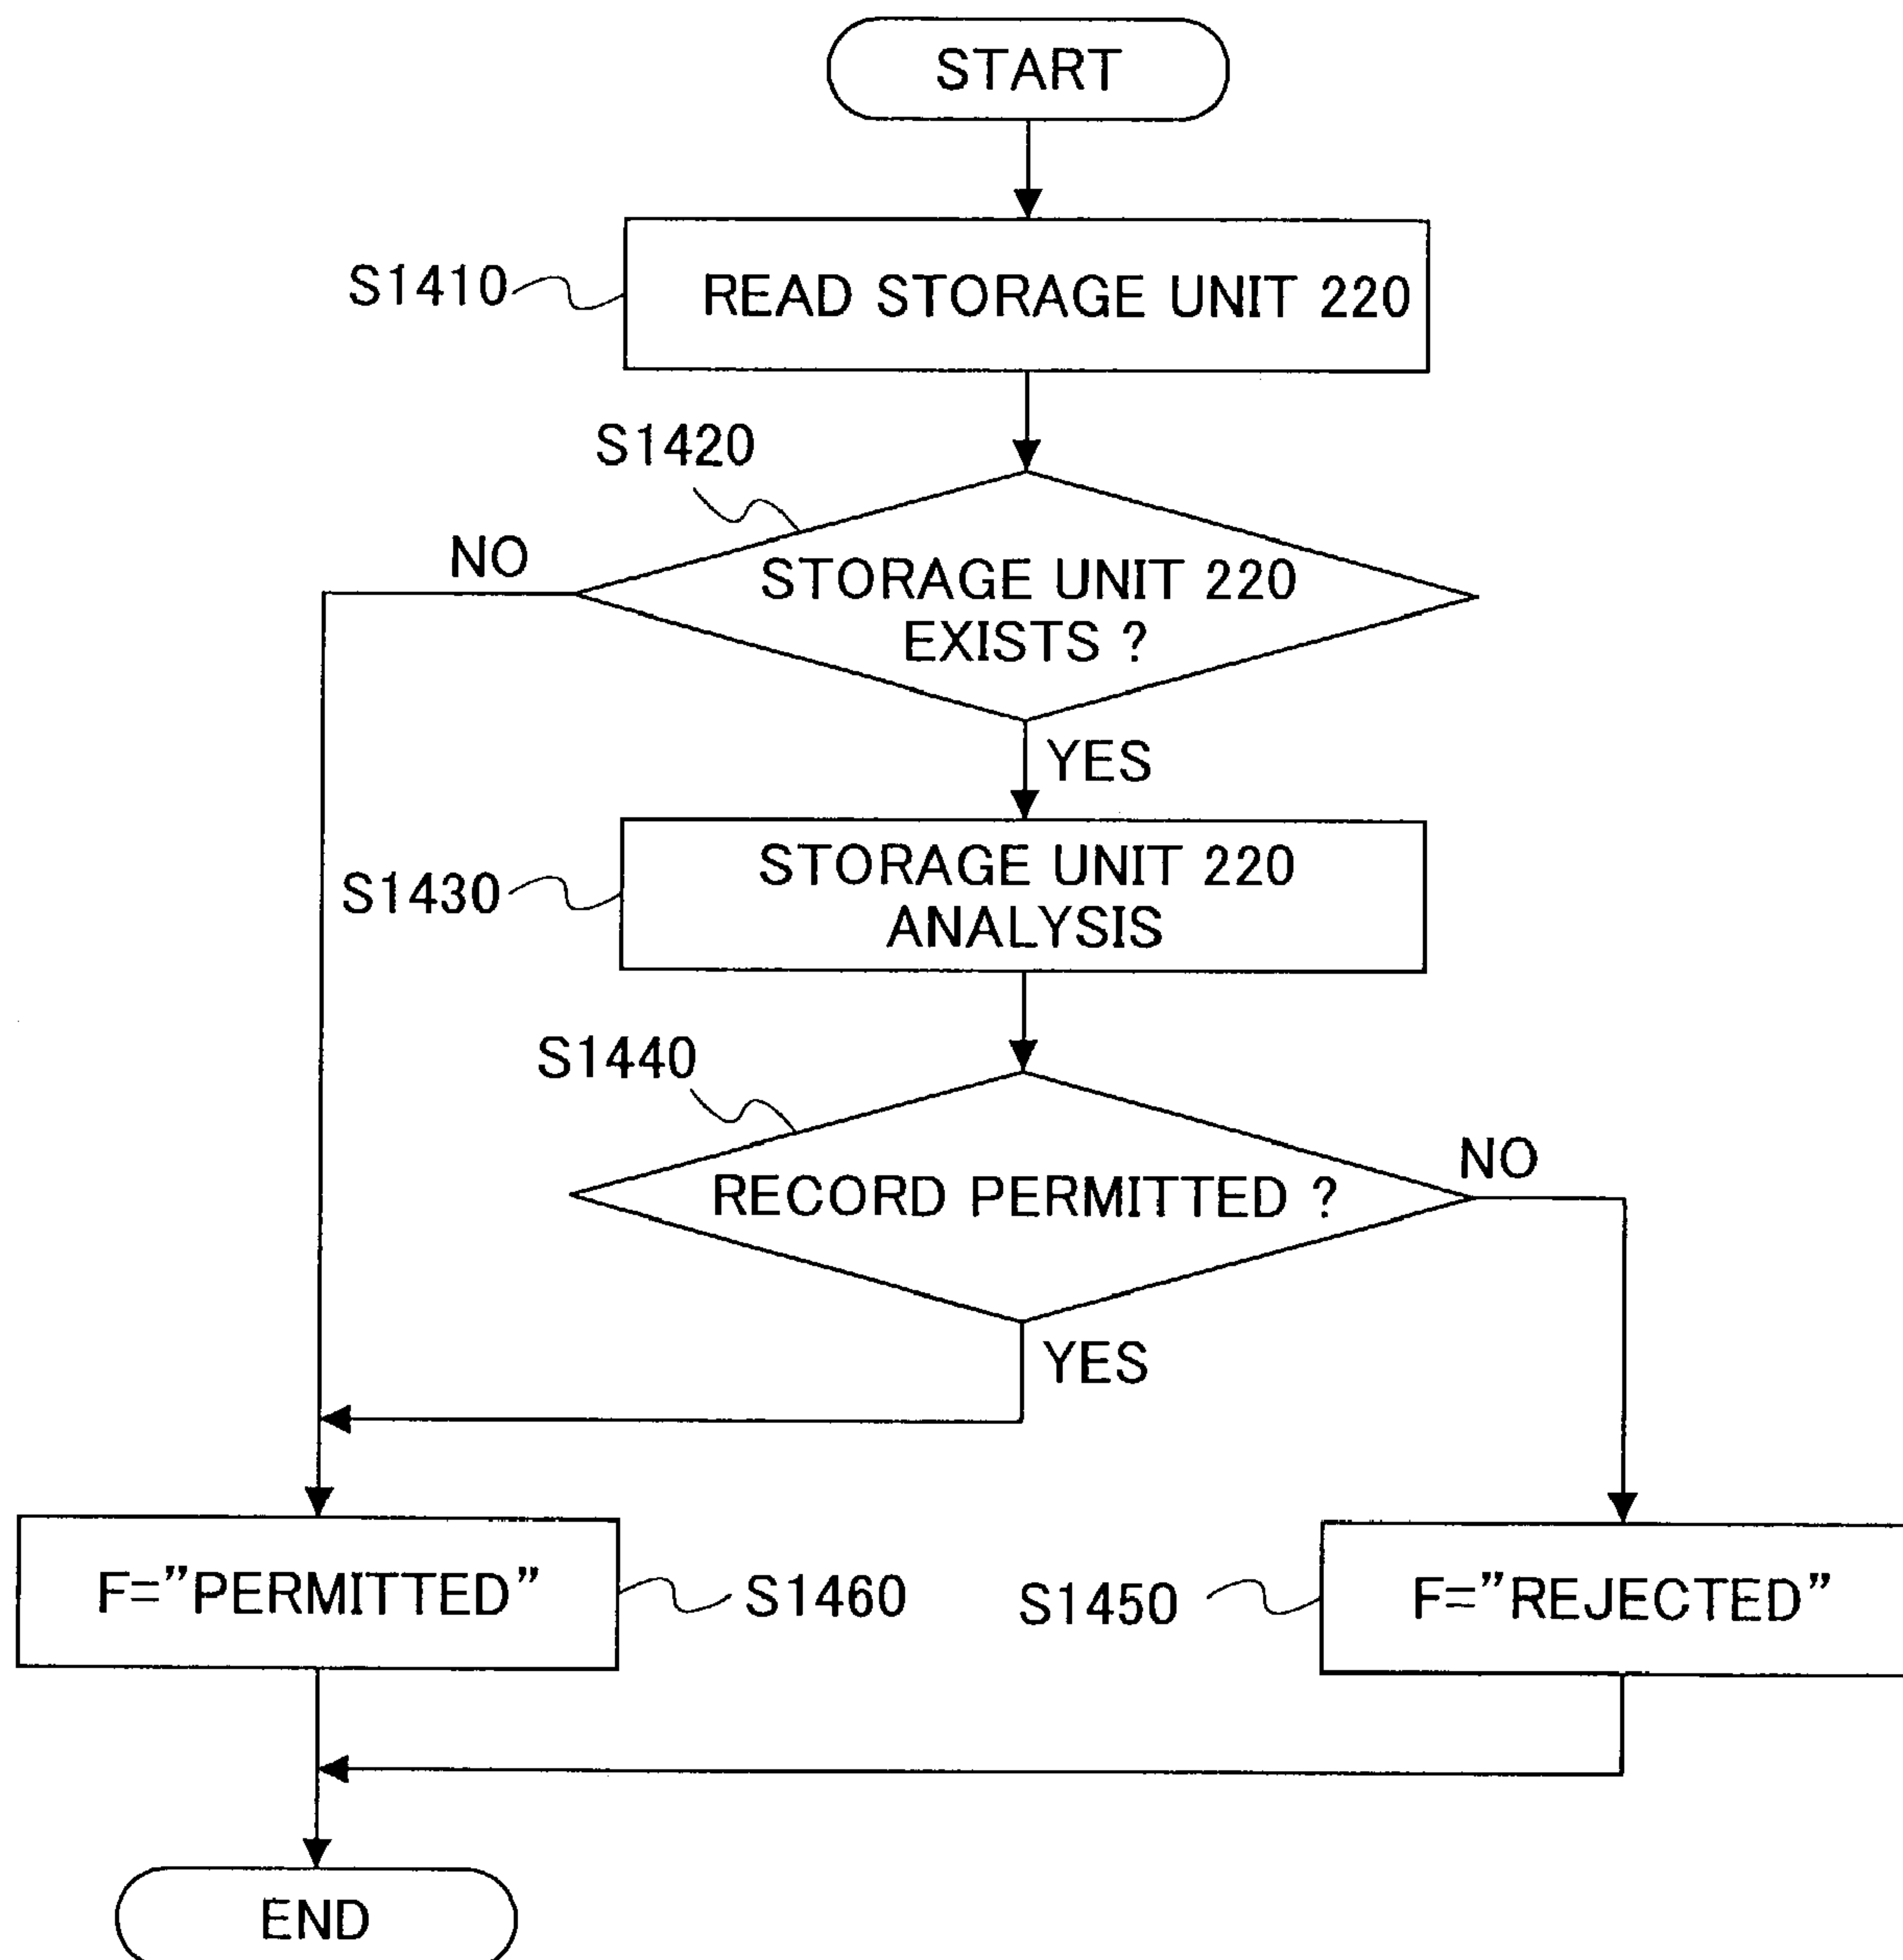 START
S1410
READ STORAGE UNIT 220
S1420
NO
STORAGE UNIT 220
EXISTS ?
YES
S1430
STORAGE UNIT 220
ANALYSIS
S1440
RECORD PERMITTED ?
NO
YES
F="PERMITTED"
S1460
S1450
F="REJECTED"
END